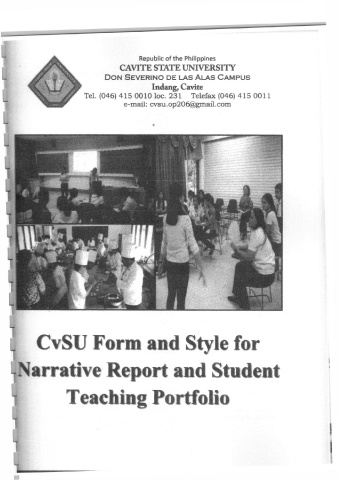 Republic of the Philippines
CAVITE STATE UNIVERSITY
DON SEVERINO DE LAS ALAS CAMPUS
Indang, Cavite
Tel. (046) 415 0010 loc. 231 Telefax (046) 415 0011
e-mail: cvsu.op206@gmail.com
CvSU Form and Style for
Narrative Report and Student
Teaching Portfolio